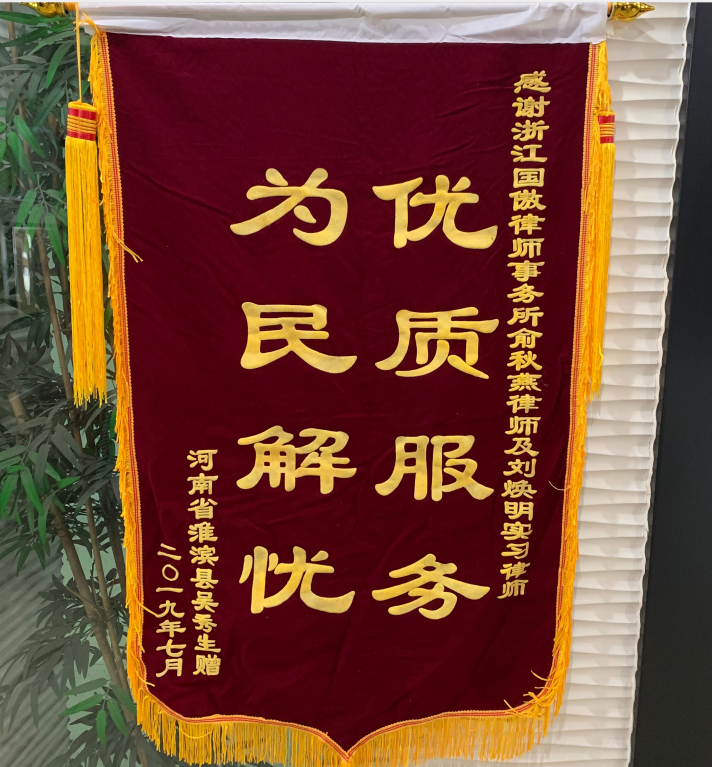 感谢浙江国傲律师事务所俞秋燕律师及刘焕明实习律师
优质服务
为民解忧
河南省淮滨县吴秀生赠
二〇一九年七月